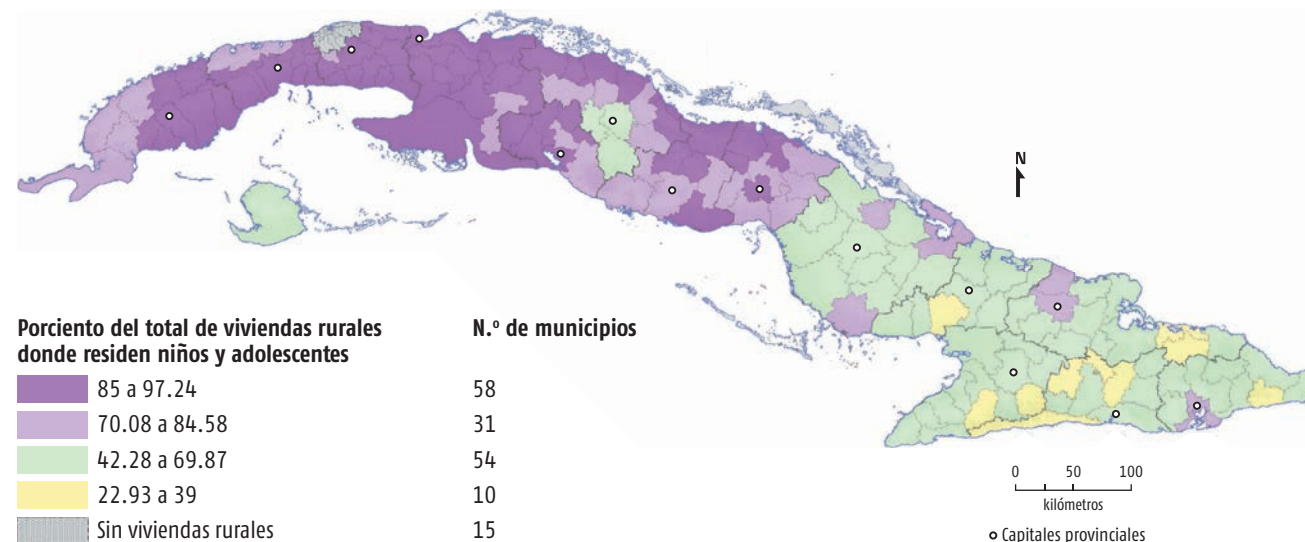 N
Porciento del total de viviendas rurales
donde residen niños y adolescentes
N.º de municipios
85 a 97.24 58
70.08 a 84.58 31
42.28 a 69.87 54
22.93 a 39 10
Sin viviendas rurales 15
0 50 100
kilómetros
Capitales provinciales